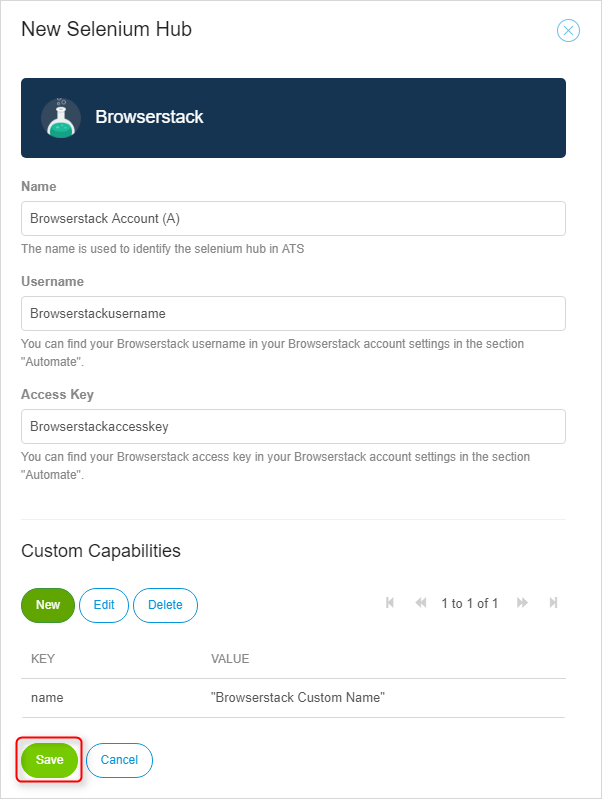 New Selenium Hub
Browserstack
Name
Browserstack Account (A)
The name is used to identify the selenium hub in ATS
Username
Browserstackusername
You can find your Browserstack username in your Browserstack account settings in the section
"Automate".
Access Key
Browserstackaccesskey
You can find your Browserstack access key in your Browserstack account settings in the section
"Automate".
Custom Capabilities
New Edit Delete 1 to 1 of 1
KEY VALUE
name "Browserstack Custom Name"
Save Cancel